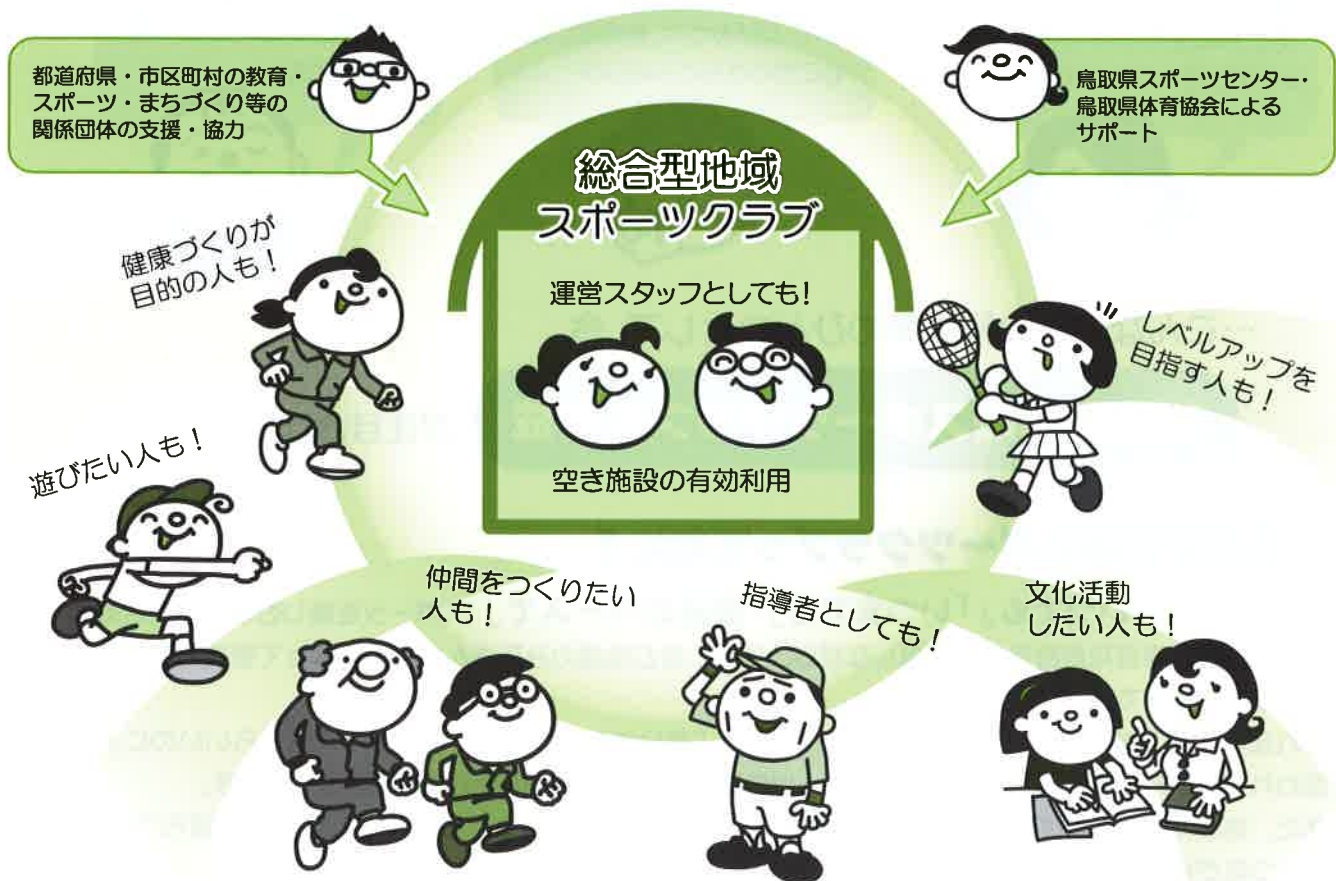 都道府県・市区町村の教育・
スポーツ・まちづくり等の
関係団体の支援・協力
鳥取県スポーツセンター・
鳥取県体育協会による
サポート
総合型地域
スポーツクラブ
運営スタッフとしても!
空き施設の有効利用
健康づくりが
目的の人も!
レベルアップを
目指す人も!
遊びたい人も!
仲間をつくりたい
人も!
指導者としても!
文化活動
したい人も!